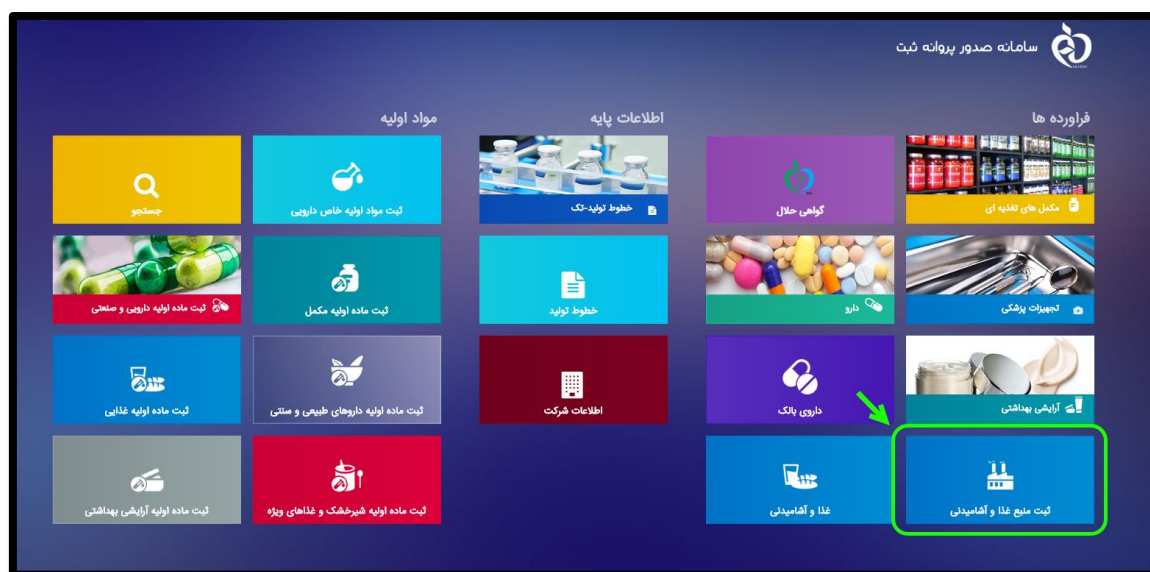 سامانه صدور پروانه ثبت
فراورده ها
مکمل های تغذیه ای
گواهی حلال
تجهیزات پزشکی
دارو
آرایشی بهداشتی
داروی بالک
ثبت منبع غذا و آشامیدنی
غذا و آشامیدنی
اطلاعات پایه
خطوط تولید-تک
خطوط تولید
اطلاعات شرکت
مواد اولیه
ثبت مواد اولیه خاص دارویی
جستجو
ثبت ماده اولیه مکمل
ثبت ماده اولیه دارویی و صنعتی
ثبت ماده اولیه داروهای طبیعی و سنتی
ثبت ماده اولیه غذایی
ثبت ماده اولیه شیرخشک و غذاهای ویژه
ثبت ماده اولیه آرایشی بهداشتی